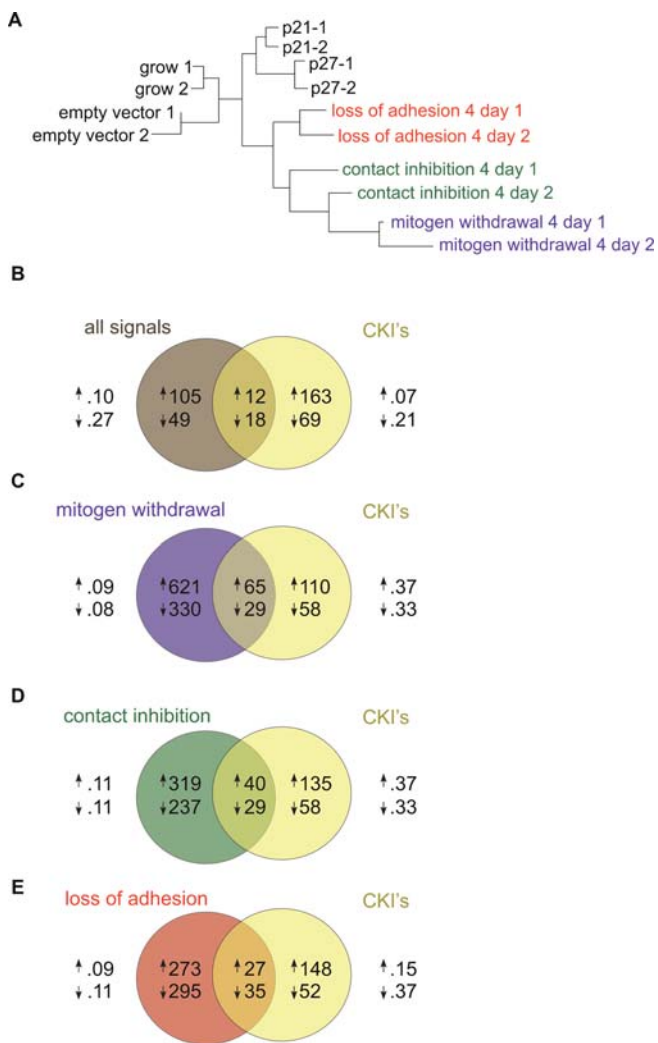 A
p21-1
p21-2
grow 1
p27-1
grow 2
p27-2
empty vector 1
loss of adhesion 4 day 1
empty vector 2
loss of adhesion 4 day 2
contact inhibition 4 day 1
contact inhibition 4 day 2
mitogen withdrawal 4 day 1
mitogen withdrawal 4 day 2
B
all signals CKI's
↑.10 ↑105 ↑12 ↑163 ↑.07
↓.27 ↓49 ↓18 ↓69 ↓.21
C
mitogen withdrawal CKI's
↑.09 ↑621 ↑65 ↑110 ↑.37
↓.08 ↓330 ↓29 ↓58 ↓.33
D
contact inhibition CKI's
↑.11 ↑319 ↑40 ↑135 ↑.37
↓.11 ↓237 ↓29 ↓58 ↓.33
E
loss of adhesion CKI's
↑.09 ↑273 ↑27 ↑148 ↑.15
↓.11 ↓295 ↓35 ↓52 ↓.37